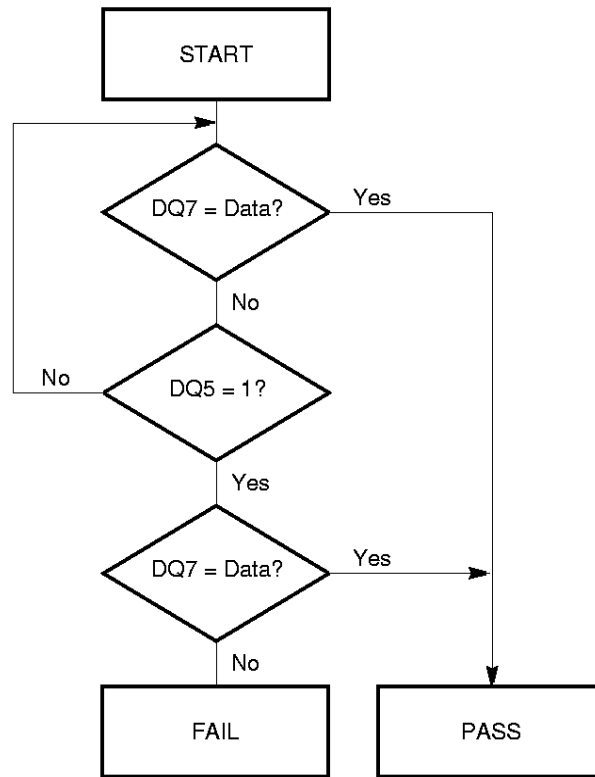 START
DQ7 = Data?
Yes
No
DQ5 = 1?
No
Yes
DQ7 = Data?
Yes
No
FAIL
PASS